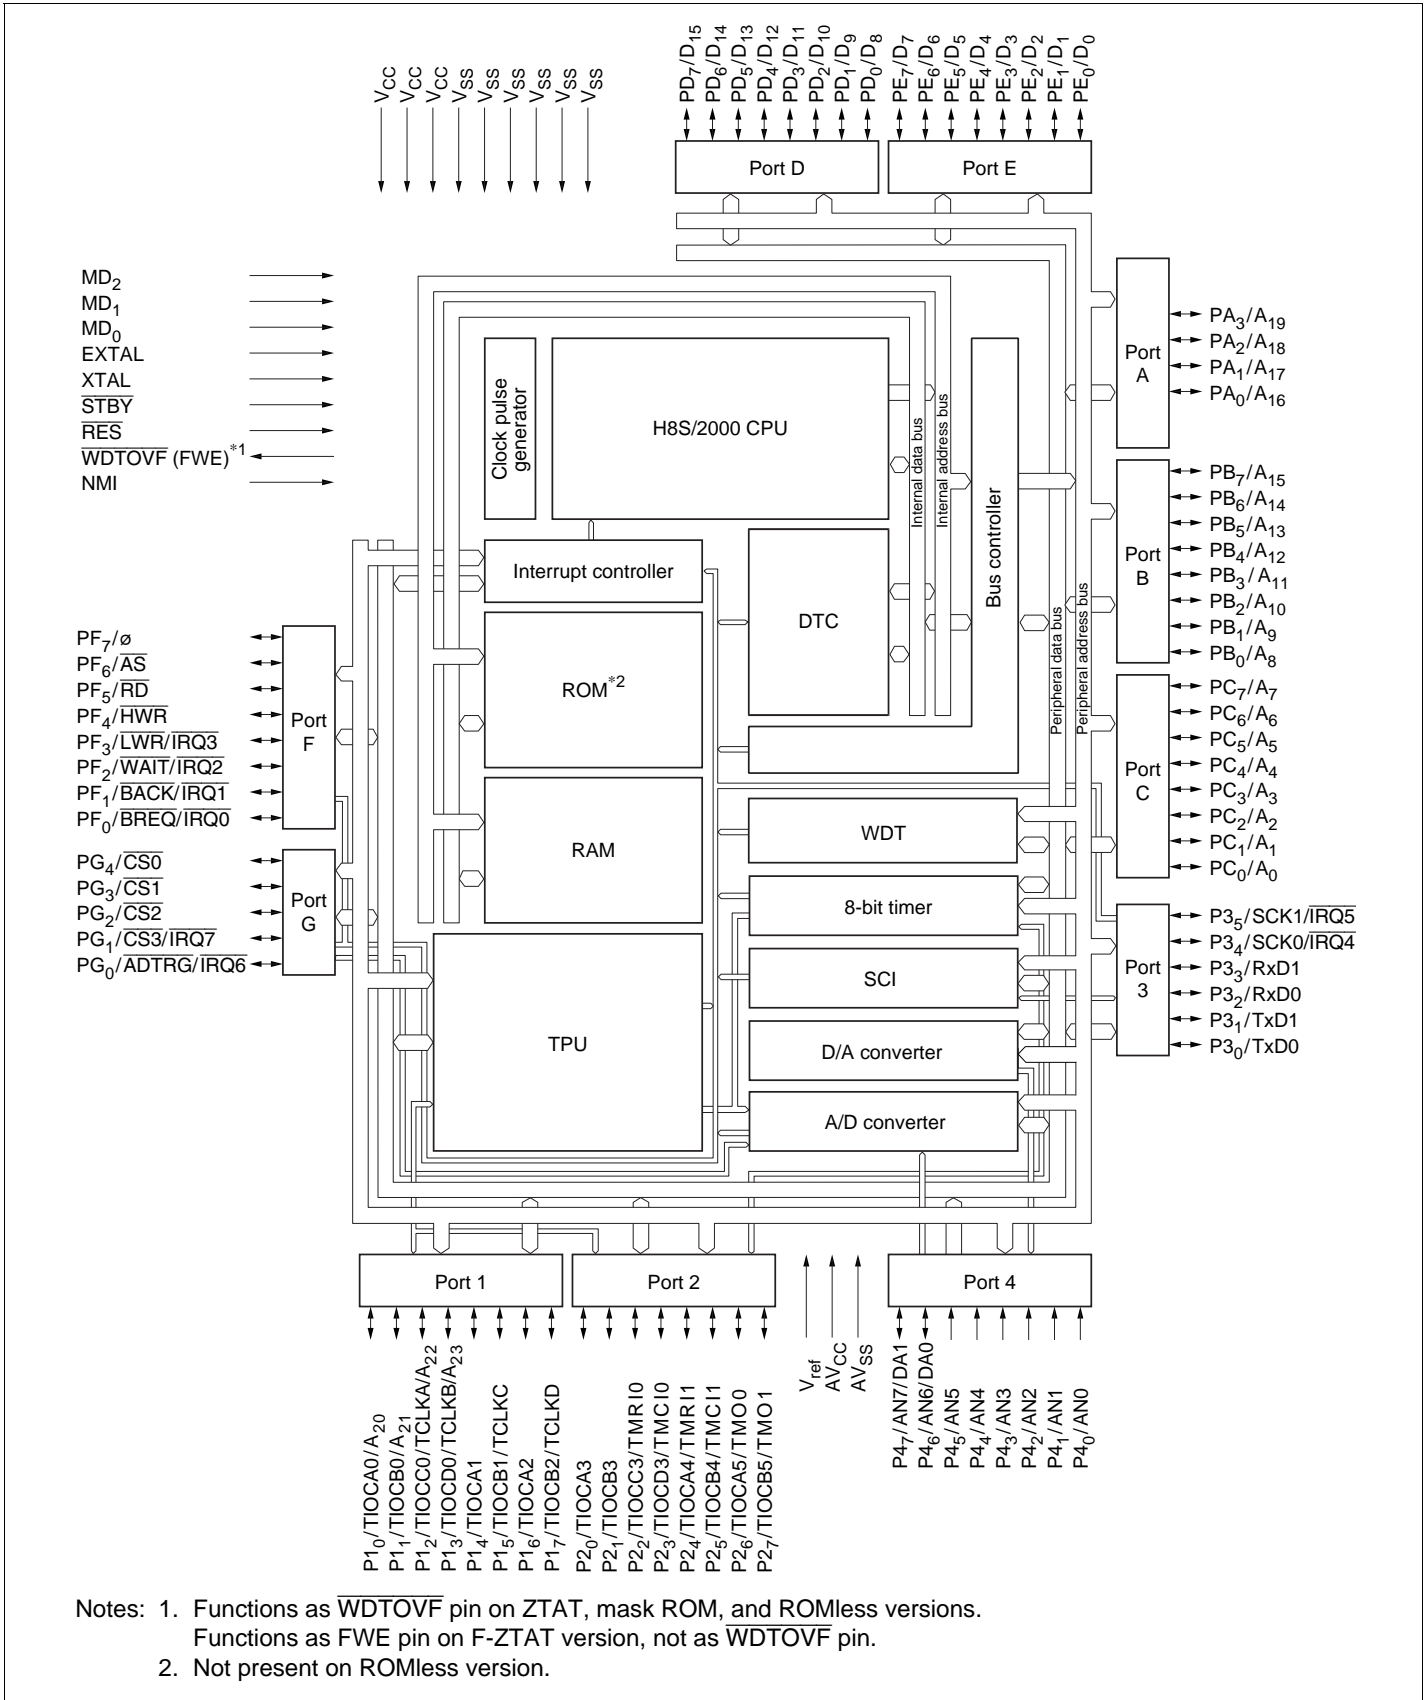 VCC
VCC
VCC
VSS
VSS
VSS
VSS
VSS
VSS
PD7/D15
PD6/D14
PD5/D13
PD4/D12
PD3/D11
PD2/D10
PD1/D9
PD0/D8
PE7/D7
PE6/D6
PE5/D5
PE4/D4
PE3/D3
PE2/D2
PE1/D1
PE0/D0
Port D
Port E
MD2
MD1
MD0
EXTAL
XTAL
STBY
RES
WDTOVF (FWE)*1
NMI
Clock pulse
generator
H8S/2000 CPU
Internal data bus
Internal address bus
Bus controller
Port
A
PA3/A19
PA2/A18
PA1/A17
PA0/A16
Interrupt controller
DTC
Peripheral data bus
Peripheral address bus
Port
B
PB7/A15
PB6/A14
PB5/A13
PB4/A12
PB3/A11
PB2/A10
PB1/A9
PB0/A8
PF7/ø
PF6/AS
PF5/RD
PF4/HWR
PF3/LWR/IRQ3
PF2/WAIT/IRQ2
PF1/BACK/IRQ1
PF0/BREQ/IRQ0
Port
F
ROM*2
Port
C
PC7/A7
PC6/A6
PC5/A5
PC4/A4
PC3/A3
PC2/A2
PC1/A1
PC0/A0
RAM
WDT
PG4/CS0
PG3/CS1
PG2/CS2
PG1/CS3/IRQ7
PG0/ADTRG/IRQ6
Port
G
8-bit timer
SCI
Port
3
P35/SCK1/IRQ5
P34/SCK0/IRQ4
P33/RxD1
P32/RxD0
P31/TxD1
P30/TxD0
TPU
D/A converter
A/D converter
Port 1
Port 2
Port 4
P10/TIOCA0/A20
P11/TIOCB0/A21
P12/TIOCC0/TCLKA/A22
P13/TIOCD0/TCLKB/A23
P14/TIOCA1
P15/TIOCB1/TCLKC
P16/TIOCA2
P17/TIOCB2/TCLKD
P20/TIOCA3
P21/TIOCB3
P22/TIOCC3/TMRI0
P23/TIOCD3/TMCI0
P24/TIOCA4/TMRI1
P25/TIOCB4/TMCI1
P26/TIOCA5/TMO0
P27/TIOCB5/TMO1
Vref
AVCC
AVSS
P47/AN7/DA1
P46/AN6/DA0
P45/AN5
P44/AN4
P43/AN3
P42/AN2
P41/AN1
P40/AN0
Notes: 1. Functions as WDTOVF pin on ZTAT, mask ROM, and ROMless versions.
Functions as FWE pin on F-ZTAT version, not as WDTOVF pin.
2. Not present on ROMless version.